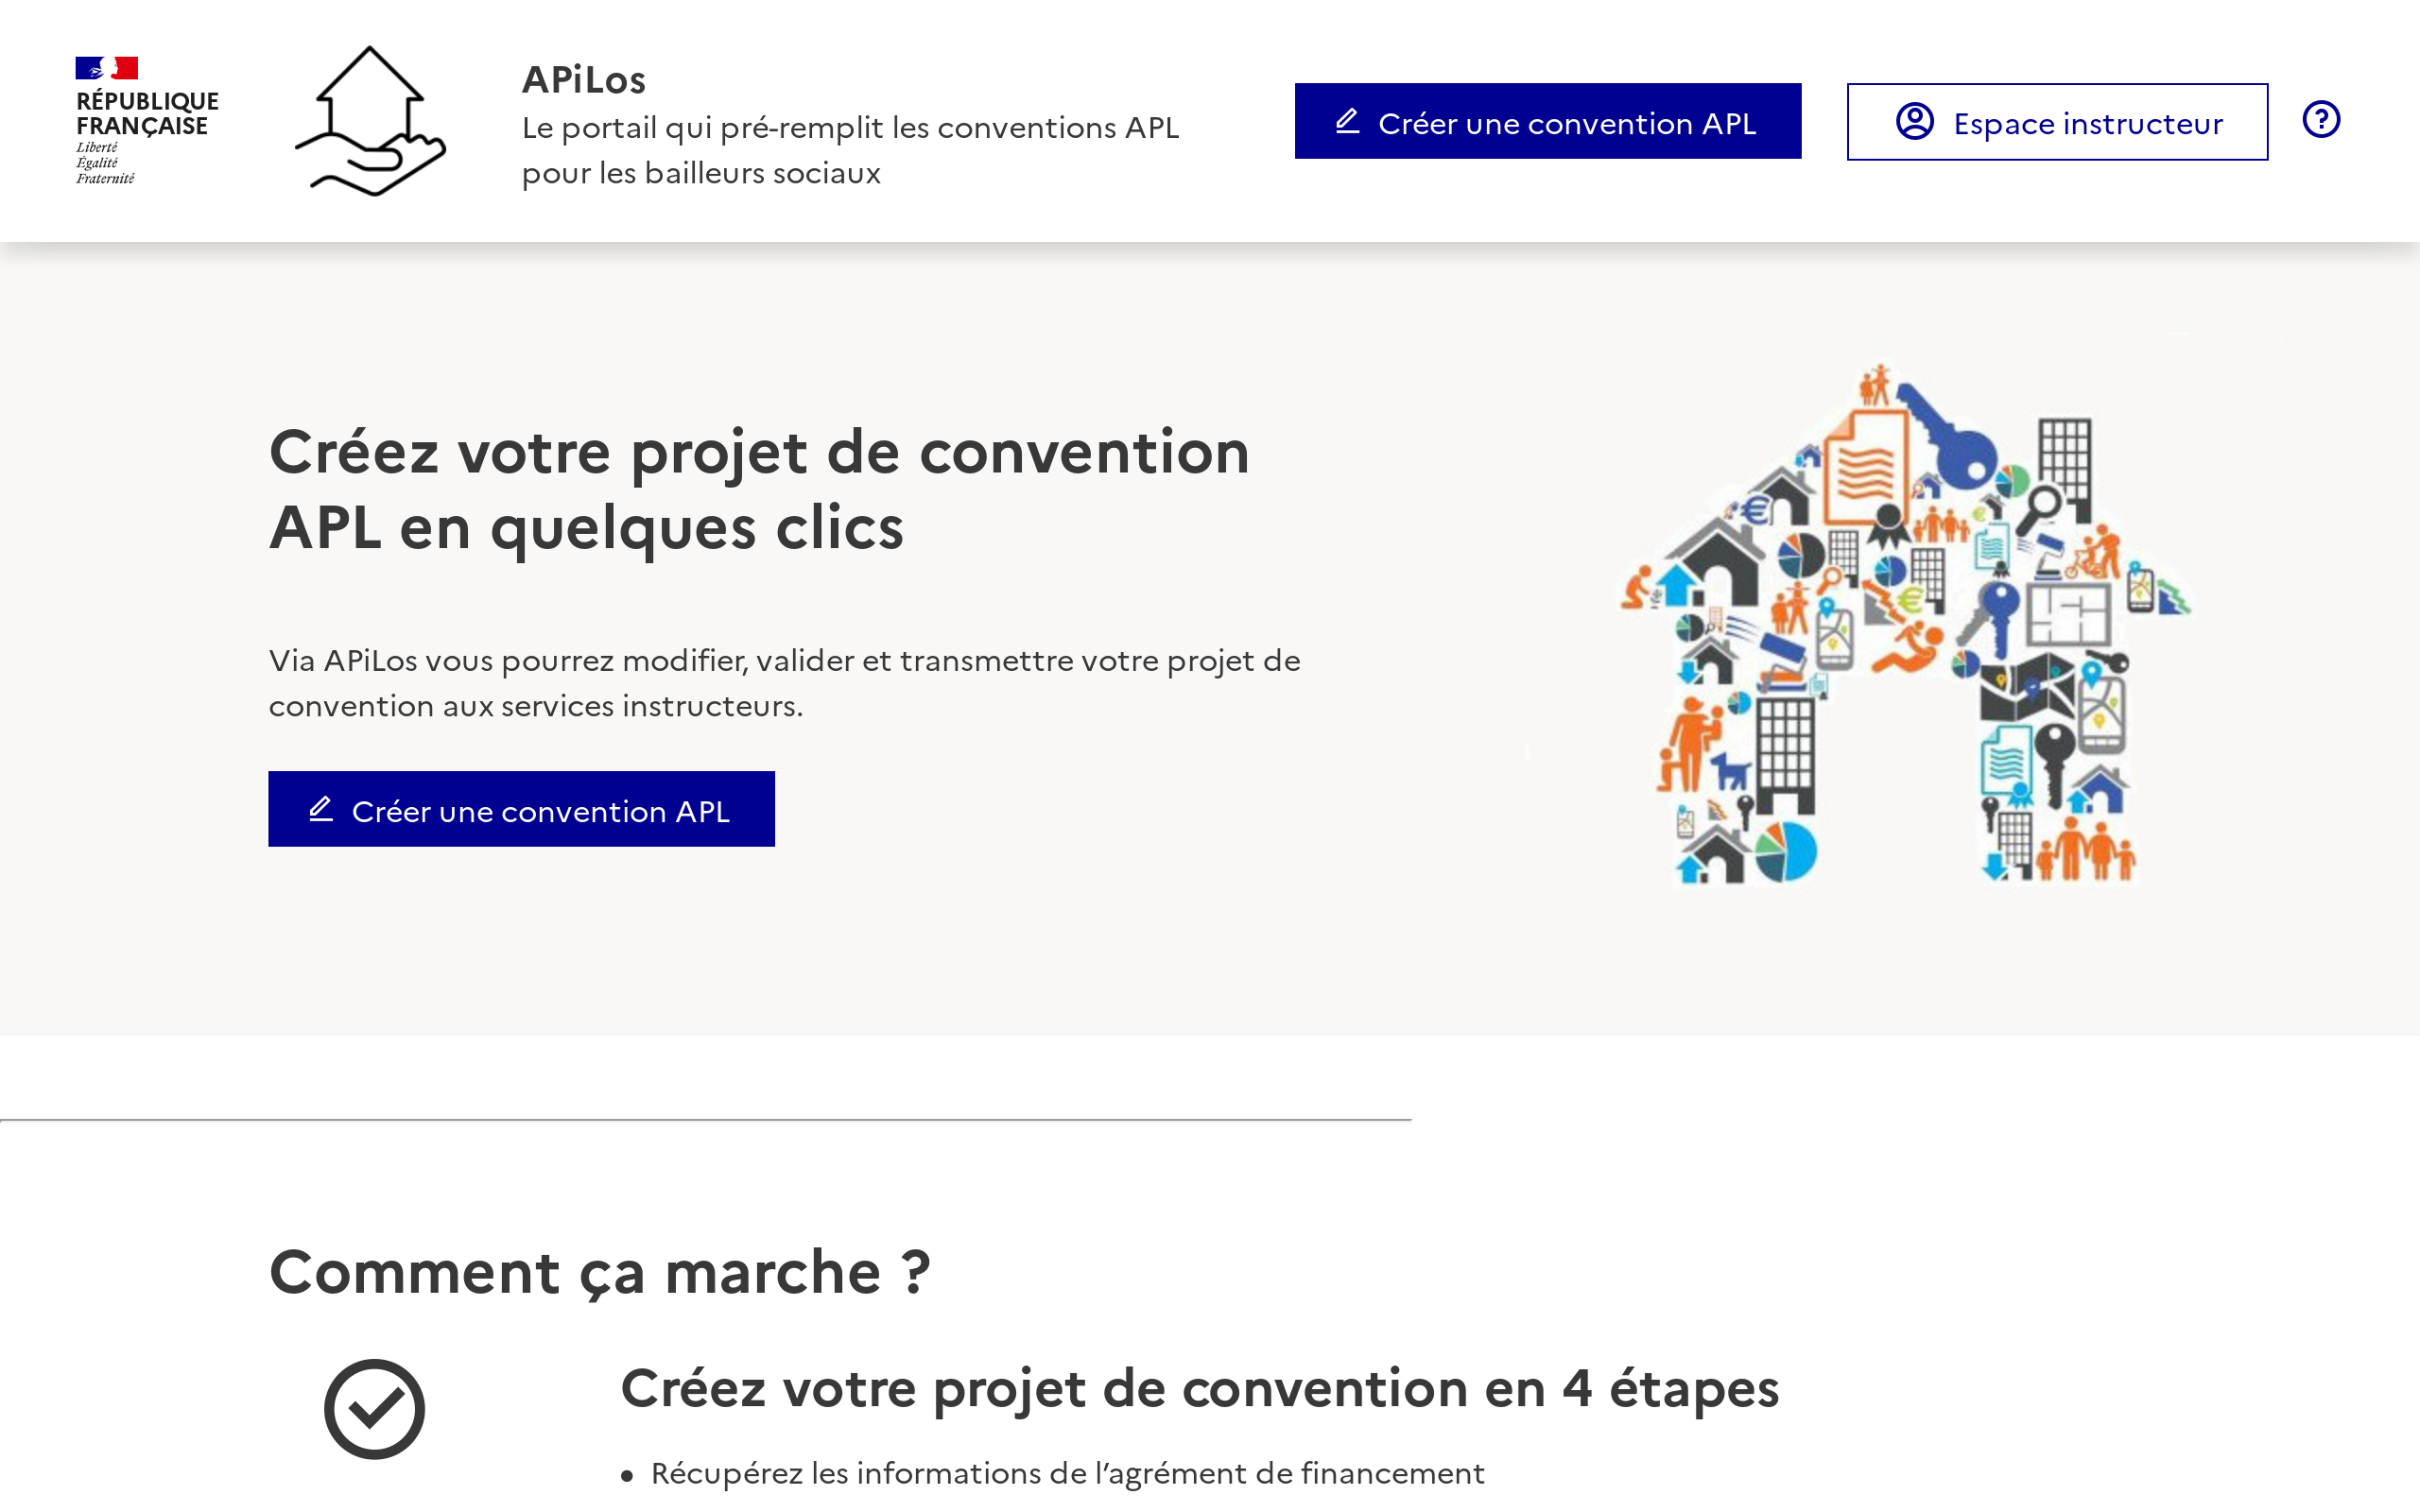 RÉPUBLIQUE
FRANÇAISE
Liberté
Égalité
Fraternité
APiLos
Le portail qui pré-remplit les conventions APL
pour les bailleurs sociaux
Créer une convention APL
Espace instructeur
Créez votre projet de convention
APL en quelques clics
Via APiLos vous pourrez modifier, valider et transmettre votre projet de
convention aux services instructeurs.
Créer une convention APL
Comment ça marche ?
Créez votre projet de convention en 4 étapes
• Récupérez les informations de l’agrément de financement